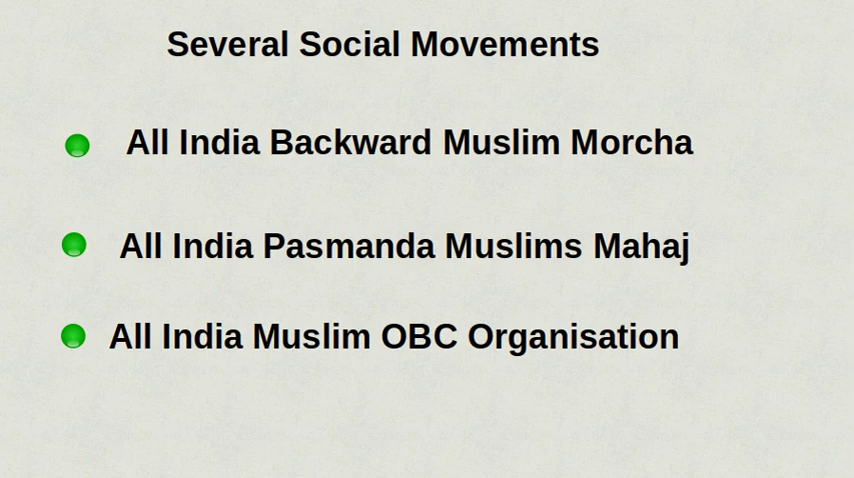 Several Social Movements
All India Backward Muslim Morcha
All India Pasmanda Muslims Mahaj
All India Muslim OBC Organisation